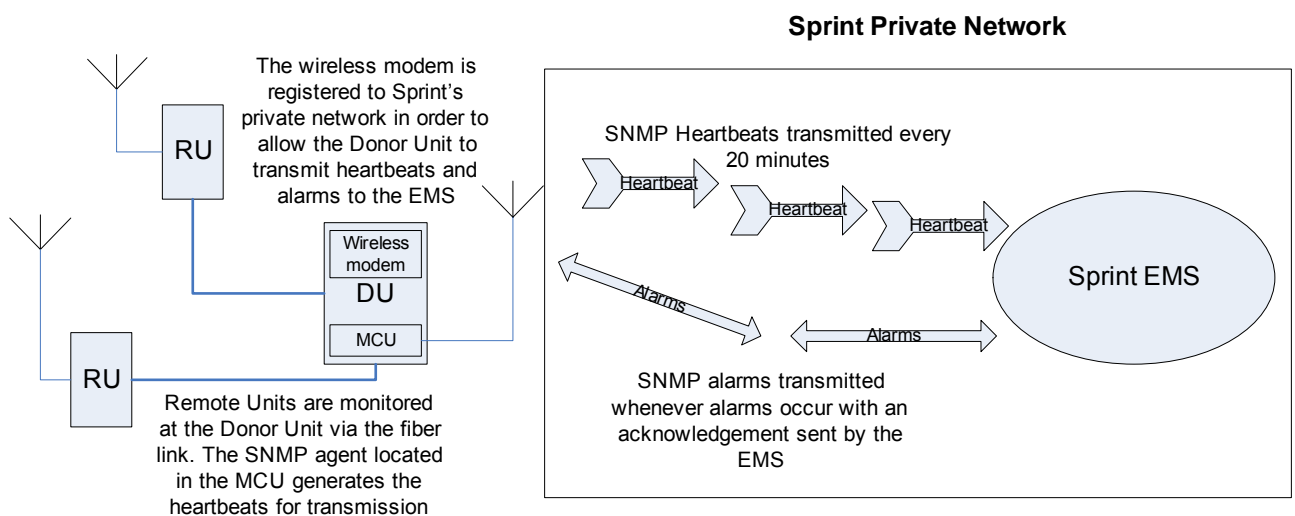 Sprint Private Network
The wireless modem is
registered to Sprint's
private network in order to
allow the Donor Unit to
transmit heartbeats and
alarms to the EMS
RU
SNMP Heartbeats transmitted every
20 minutes
Heartbeat
Heartbeat
Heartbeat
Wireless
modem
DU
MCU
Sprint EMS
Alarms
Alarms
RU
Remote Units are monitored
at the Donor Unit via the fiber
link. The SNMP agent located
in the MCU generates the
heartbeats for transmission
SNMP alarms transmitted
whenever alarms occur with an
acknowledgement sent by the
EMS